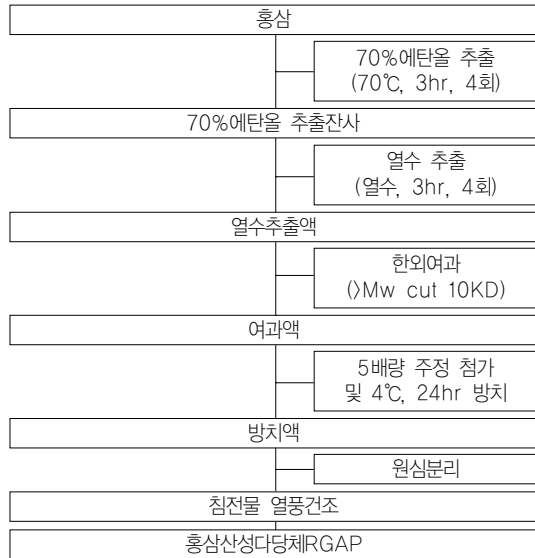 홍삼
70%에탄올 추출
(70℃, 3hr, 4회)
70%에탄올 추출잔사
열수 추출
(열수, 3hr, 4회)
열수추출액
한외여과
(>Mw cut 10KD)
여과액
5배량 주정 첨가
및 4℃, 24hr 방치
방치액
원심분리
침전물 열풍건조
홍삼산성다당체RGAP